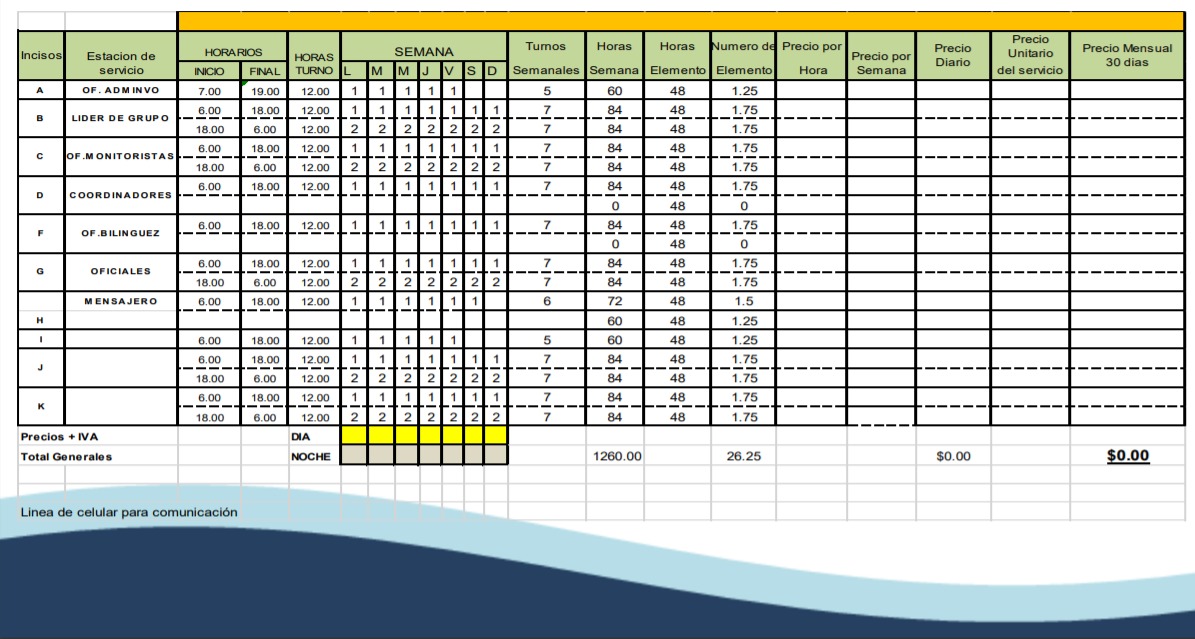 Incisos Estacion de servicio HORARIOS INICIO FINAL HORAS TURNO SEMANA L M M J V S D Turnos Semanales Horas Semana Horas Elemento Numero de Elemento Precio por Hora Precio por Semana Precio Diario Precio Unitario del servicio Precio Mensual 30 dias
A OF. ADMINVO 7.00 19.00 12.00 1 1 1 1 1 5 60 48 1.25
B LIDER DE GRUPO 6.00 18.00 12.00 1 1 1 1 1 1 1 7 84 48 1.75
18.00 6.00 12.00 2 2 2 2 2 2 2 7 84 48 1.75
C OF.MONITORISTAS 6.00 18.00 12.00 1 1 1 1 1 1 1 7 84 48 1.75
18.00 6.00 12.00 2 2 2 2 2 2 2 7 84 48 1.75
D COORDINADORES 6.00 18.00 12.00 1 1 1 1 1 1 1 7 84 48 1.75
0 48 0
F OF.BILINGUEZ 6.00 18.00 12.00 1 1 1 1 1 1 1 7 84 48 1.75
0 48 0
G OFICIALES 6.00 18.00 12.00 1 1 1 1 1 1 1 7 84 48 1.75
18.00 6.00 12.00 2 2 2 2 2 2 2 7 84 48 1.75
MENSAJERO 6.00 18.00 12.00 1 1 1 1 1 1 6 72 48 1.5
H 60 48 1.25
I 6.00 18.00 12.00 1 1 1 1 1 5 60 48 1.25
J 6.00 18.00 12.00 1 1 1 1 1 1 1 7 84 48 1.75
18.00 6.00 12.00 2 2 2 2 2 2 2 7 84 48 1.75
K 6.00 18.00 12.00 1 1 1 1 1 1 1 7 84 48 1.75
18.00 6.00 12.00 2 2 2 2 2 2 2 7 84 48 1.75
Precios + IVA DIA
Total Generales NOCHE 1260.00 26.25 $0.00 $0.00
Linea de celular para comunicación